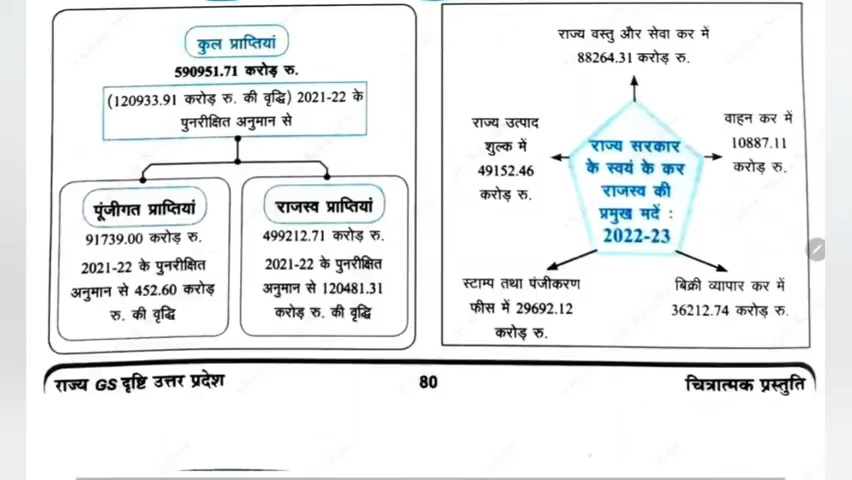 कुल प्राप्तियां
590951.71 करोड़ रु.
(120933.91 करोड़ रु. की वृद्धि) 2021-22 के
पुनरीक्षित अनुमान से
पूंजीगत प्राप्तियां
91739.00 करोड़ रु.
2021-22 के पुनरीक्षित
अनुमान से 452.60 करोड़
रु. की वृद्धि
राजस्व प्राप्तियां
499212.71 करोड़ रु.
2021-22 के पुनरीक्षित
अनुमान से 120481.31
करोड़ रु. की वृद्धि
राज्य वस्तु और सेवा कर में
88264.31 करोड़ रु.
राज्य उत्पाद
शुल्क में
49152.46
करोड़ रु.
राज्य सरकार
के स्वयं के कर
राजस्व की
प्रमुख मदें :
2022-23
वाहन कर में
10887.11
करोड़ रु.
स्टाम्प तथा पंजीकरण
फीस में 29692.12
करोड़ रु.
बिक्री व्यापार कर में
36212.74 करोड़ रु.
राज्य GS दृष्टि उत्तर प्रदेश
80
चित्रात्मक प्रस्तुति